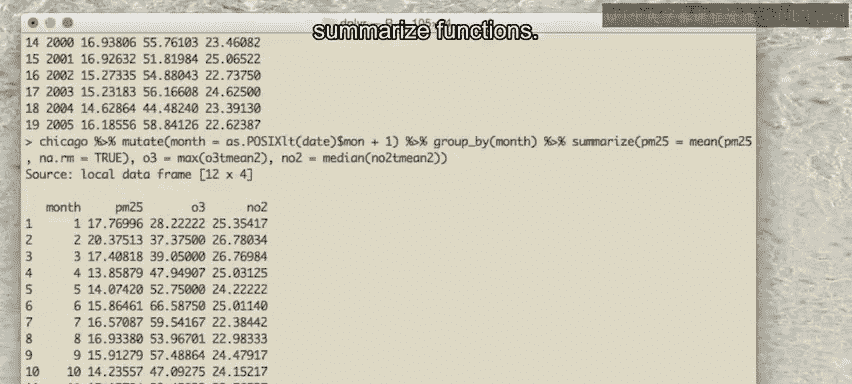 summarize functions.
14 2000 16.93806 55.76103 23.46082
15 2001 16.92632 51.81984 25.06522
16 2002 15.27335 54.88043 22.73750
17 2003 15.23183 56.16608 24.62500
18 2004 14.62864 44.48240 23.39130
19 2005 16.18556 58.84126 22.62387
> chicago %>% mutate(month = as.POSIXlt(date)$mon + 1) %>% group_by(month) %>% summarize(pm25 = mean(pm25
, na.rm = TRUE), o3 = max(o3tmean2), no2 = median(no2tmean2))
Source: local data frame [12 x 4]
month pm25 o3 no2
1 1 17.76996 28.22222 25.35417
2 2 20.37513 37.37500 26.78034
3 3 17.40818 39.05000 26.76984
4 4 13.85879 47.94907 25.03125
5 5 14.07420 52.75000 24.22222
6 6 15.86461 66.58750 25.01140
7 7 16.57087 59.54167 22.38442
8 8 16.93380 53.96701 22.98333
9 9 15.91279 57.48864 24.47917
10 10 14.23557 47.09275 24.15217